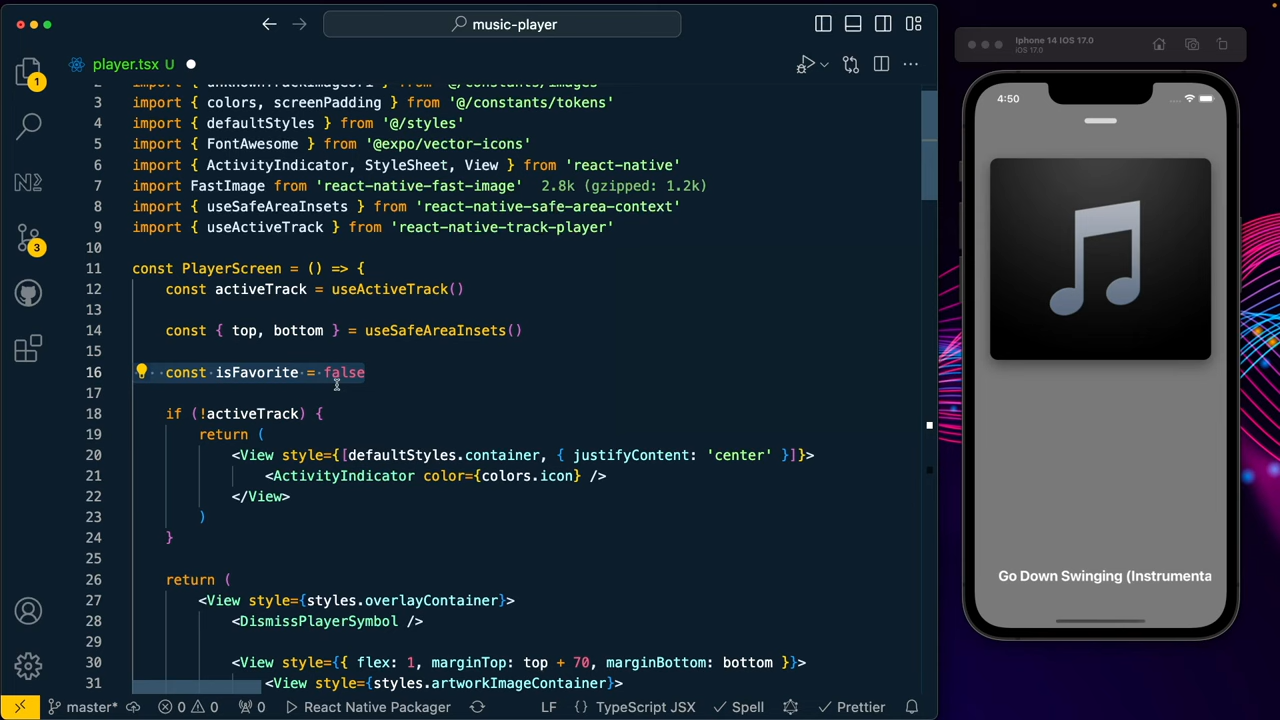 music-player
Iphone 14 IOS 17.0
iOS 17.0
1
player.tsx U
4:50
3 import { colors, screenPadding } from '@/constants/tokens'
4 import { defaultStyles } from '@/styles'
5 import { FontAwesome } from '@expo/vector-icons'
6 import { ActivityIndicator, StyleSheet, View } from 'react-native'
7 import FastImage from 'react-native-fast-image' 2.8k (gzipped: 1.2k)
8 import { useSafeAreaInsets } from 'react-native-safe-area-context'
9 import { useActiveTrack } from 'react-native-track-player'
3
10
11 const PlayerScreen = () => {
12 const activeTrack = useActiveTrack()
13
14 const { top, bottom } = useSafeAreaInsets()
15
16 const isFavorite = false
17
18 if (!activeTrack) {
19 return (
20 <View style={[defaultStyles.container, { justifyContent: 'center' }]}>
21 <ActivityIndicator color={colors.icon} />
22 </View>
23 )
24 }
25
26 return (
27 <View style={styles.overlayContainer}>
28 <DismissPlayerSymbol />
29
30 <View style={{ flex: 1, marginTop: top + 70, marginBottom: bottom }}>
31 <View style={styles.artworkImageContainer}>
Go Down Swinging (Instrumenta
master* 0 0 0 React Native Packager LF {} TypeScript JSX Spell Prettier